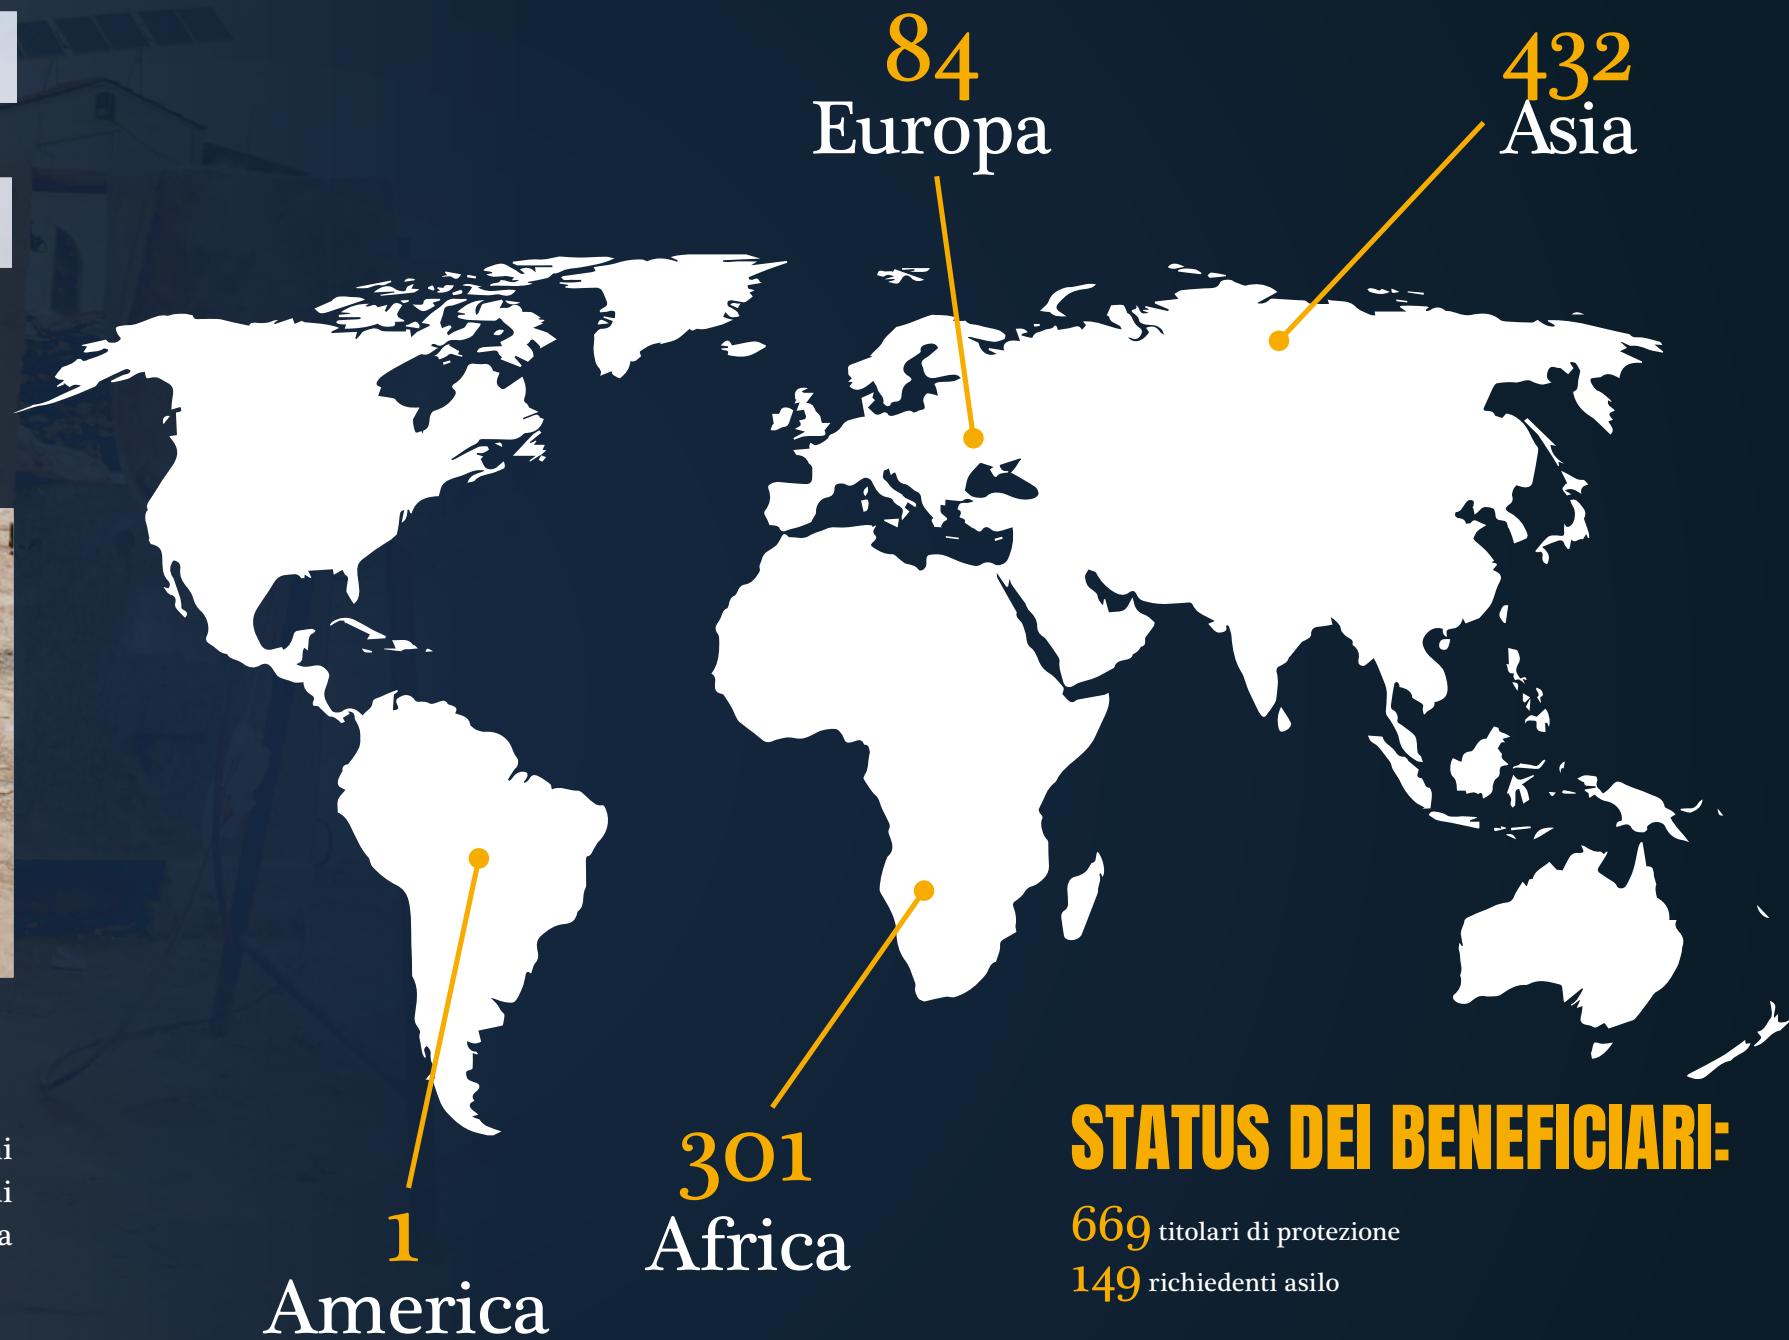 84
Europa
432
Asia
301
Africa
1
America
STATUS DEI BENEFICIARI:
669 titolari di protezione
149 richiedenti asilo